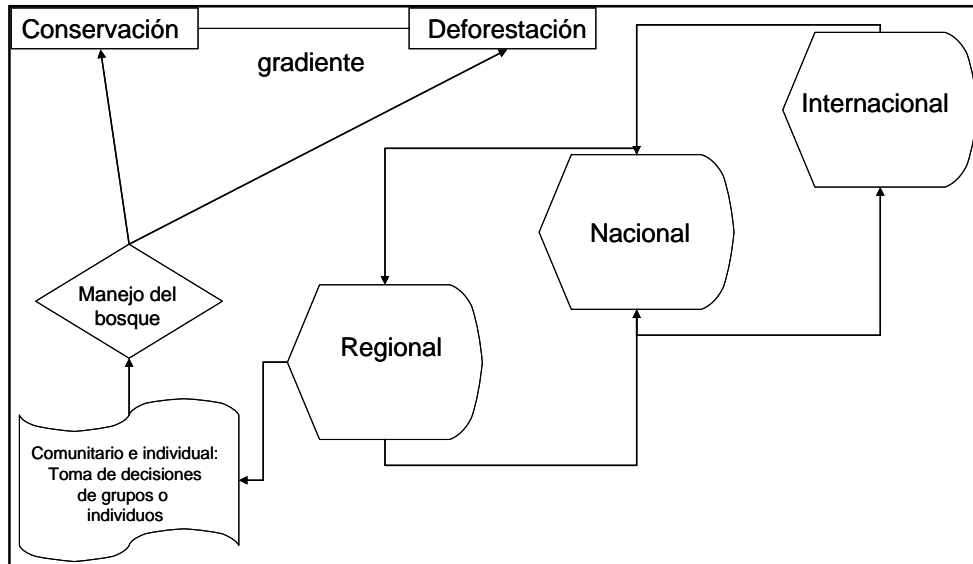 Conservación
Deforestación
gradiente
Internacional
Nacional
Manejo del
bosque
Regional
Comunitario e individual:
Toma de decisiones
de grupos o
individuos